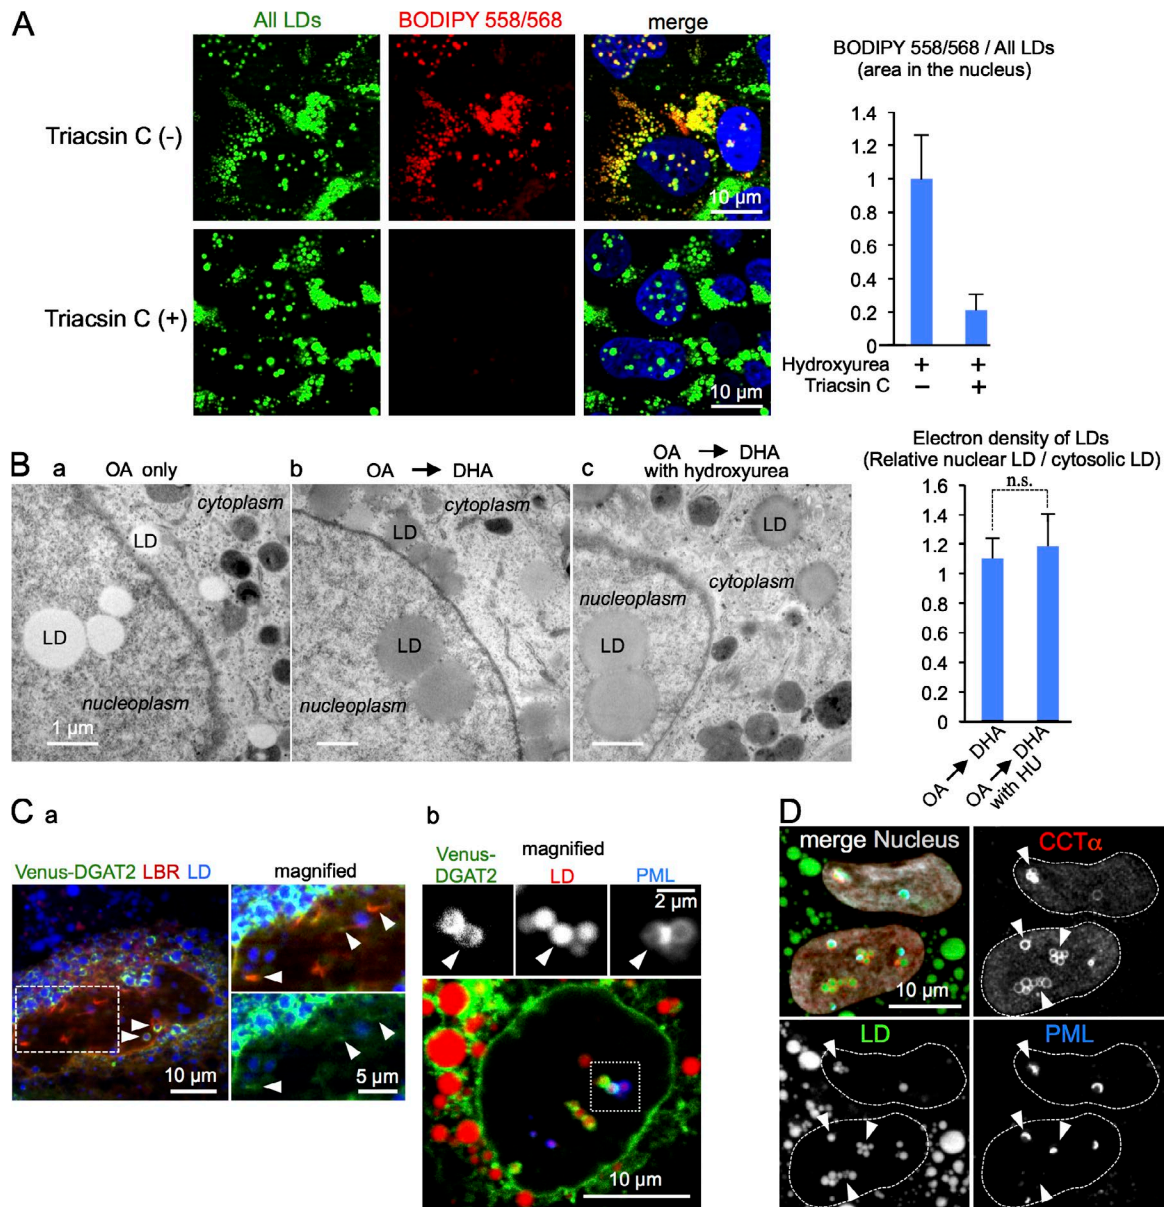 A
All LDs
BODIPY 558/568
merge
Triacsin C (-)
10 µm
Triacsin C (+)
10 µm
BODIPY 558/568 / All LDs
(area in the nucleus)
1.4
1.2
1
0.8
0.6
0.4
0.2
0
Hydroxyurea + +
Triacsin C − +
B
a OA only
b OA → DHA
c OA → DHA
with hydroxyurea
cytoplasm
LD
LD
nucleoplasm
1 µm
cytoplasm
LD
LD
nucleoplasm
LD
cytoplasm
nucleoplasm
LD
Electron density of LDs
(Relative nuclear LD / cytosolic LD)
n.s.
1.6
1.4
1.2
1
0.8
0.6
0.4
0.2
0
OA → DHA
OA → DHA
with HU
C
a
Venus-DGAT2 LBR LD
magnified
10 µm
5 µm
b
Venus-
DGAT2
magnified
LD
PML
2 µm
10 µm
D
merge Nucleus
CCTα
10 µm
LD
PML